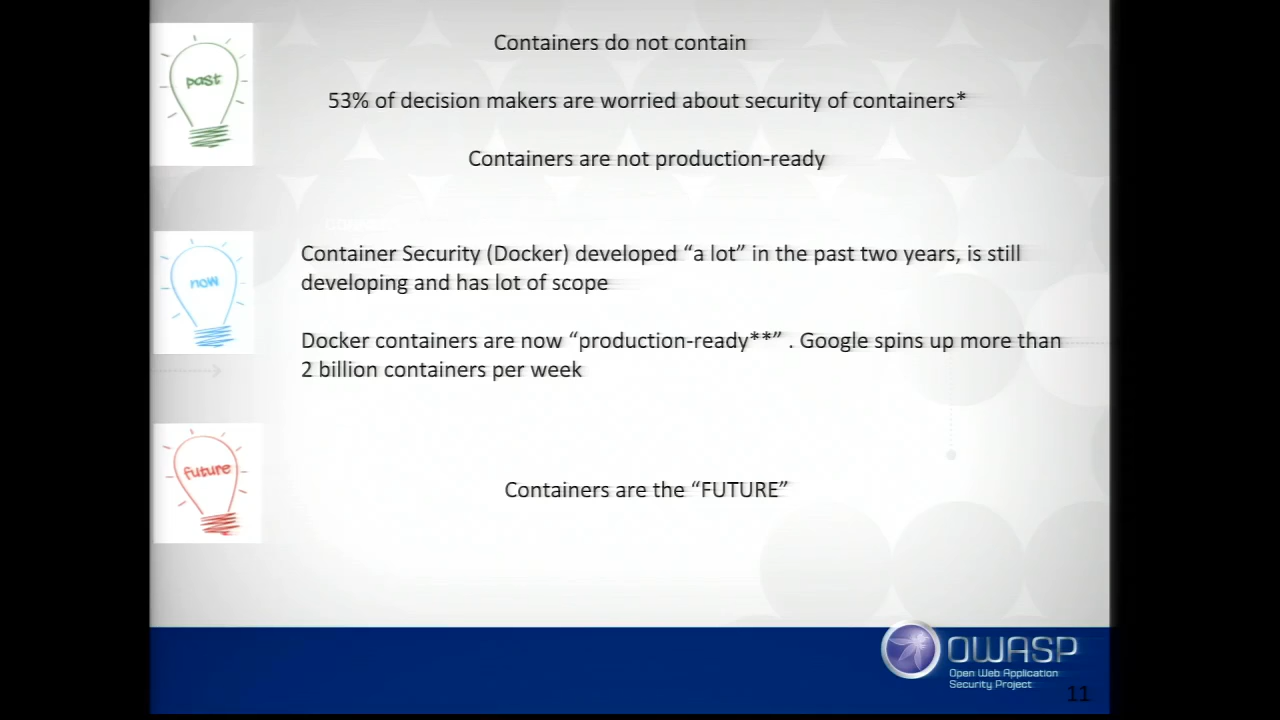 past
Containers do not contain
53% of decision makers are worried about security of containers*
Containers are not production-ready
now
Container Security (Docker) developed “a lot” in the past two years, is still
developing and has lot of scope
Docker containers are now “production-ready**” . Google spins up more than
2 billion containers per week
future
Containers are the “FUTURE”
OWASP
Open Web Application
Security Project
11